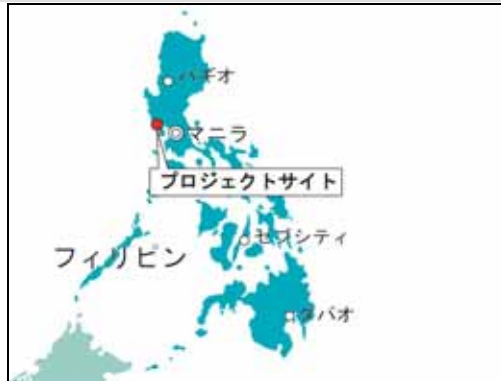 バギオ
マニラ
プロジェクトサイト
セブシティ
フィリピン
ダバオ